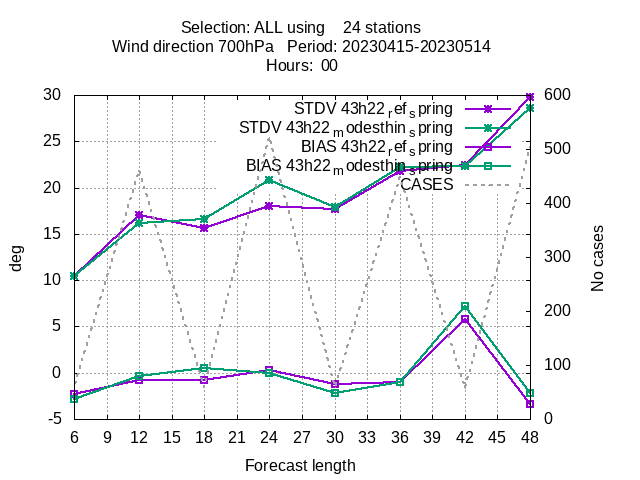 Selection: ALL using    24 stations
Wind direction 700hPa   Period: 20230415-20230514
Hours:  00
STDV 43h22_ref_spring
STDV 43h22_modesthin_spring
BIAS 43h22_ref_spring
BIAS 43h22_modesthin_spring
CASES
30
25
20
15
10
5
0
-5
deg
600
500
400
300
200
100
0
No cases
6 9 12 15 18 21 24 27 30 33 36 39 42 45 48
Forecast length